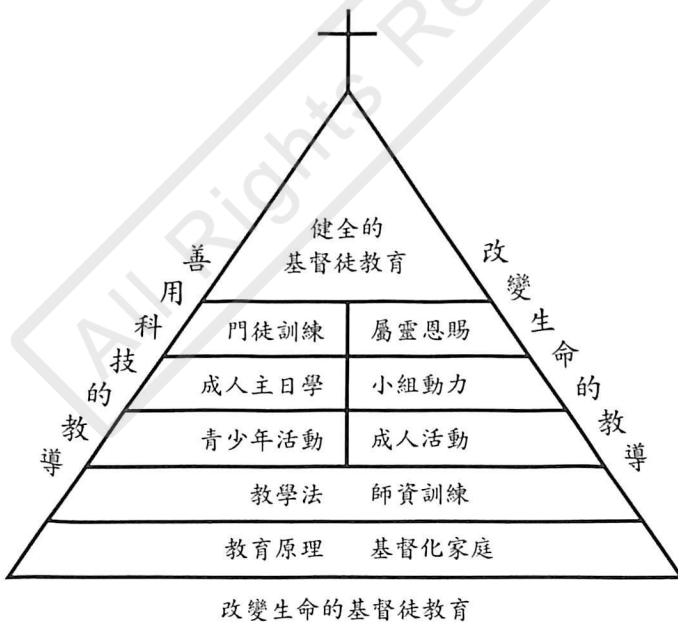 健全的
基督徒教育
門徒訓練 屬靈恩賜
成人主日學 小組動力
青少年活動 成人活動
教學法 師資訓練
教育原理 基督化家庭
善用科技的教導
改變生命的教導
改變生命的基督徒教育
All Rights Re